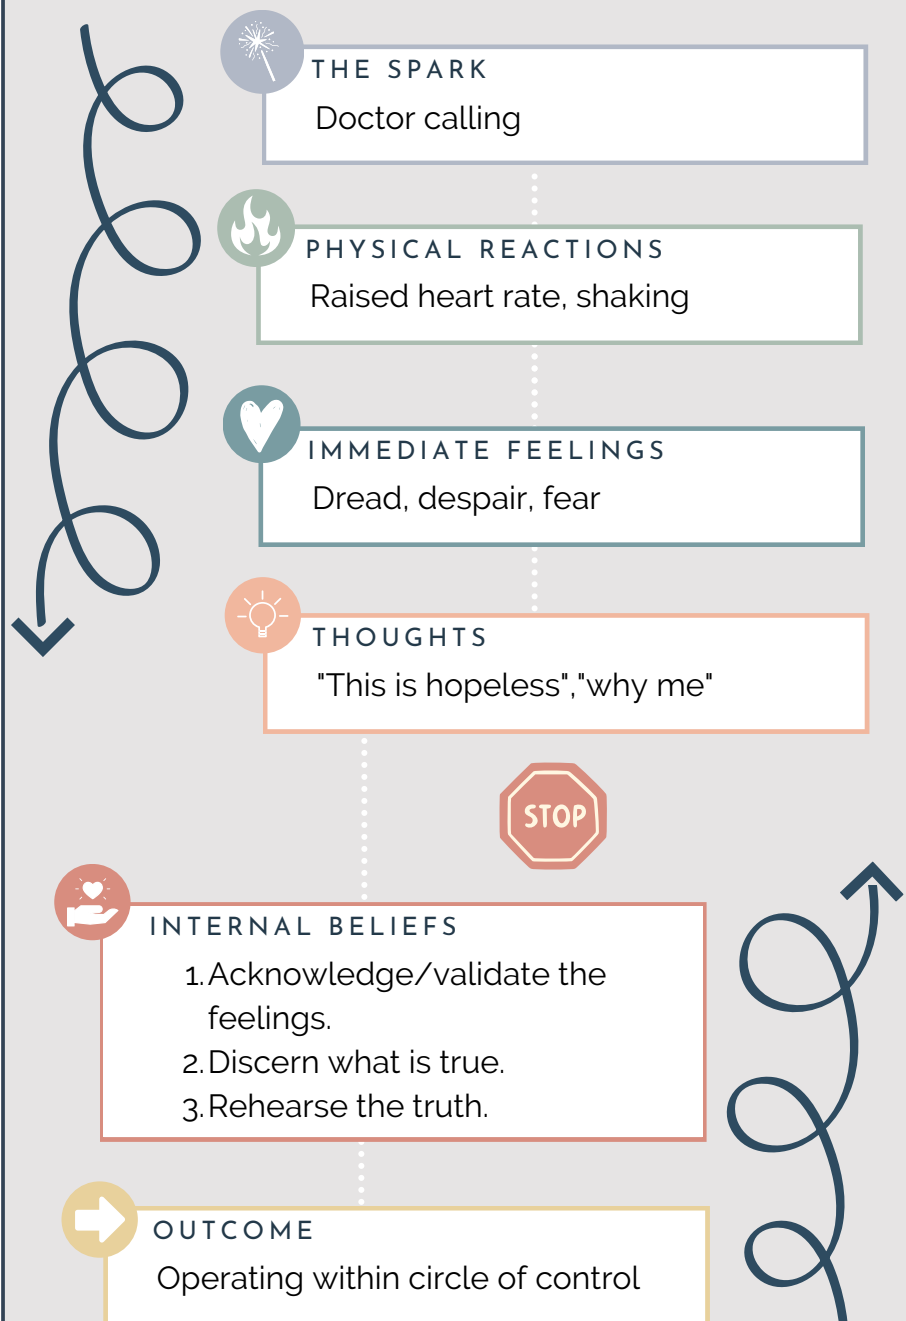 THE SPARK
Doctor calling
PHYSICAL REACTIONS
Raised heart rate, shaking
IMMEDIATE FEELINGS
Dread, despair, fear
THOUGHTS
"This is hopeless","why me"
STOP
INTERNAL BELIEFS
1. Acknowledge/validate the
feelings.
2. Discern what is true.
3. Rehearse the truth.
OUTCOME
Operating within circle of control